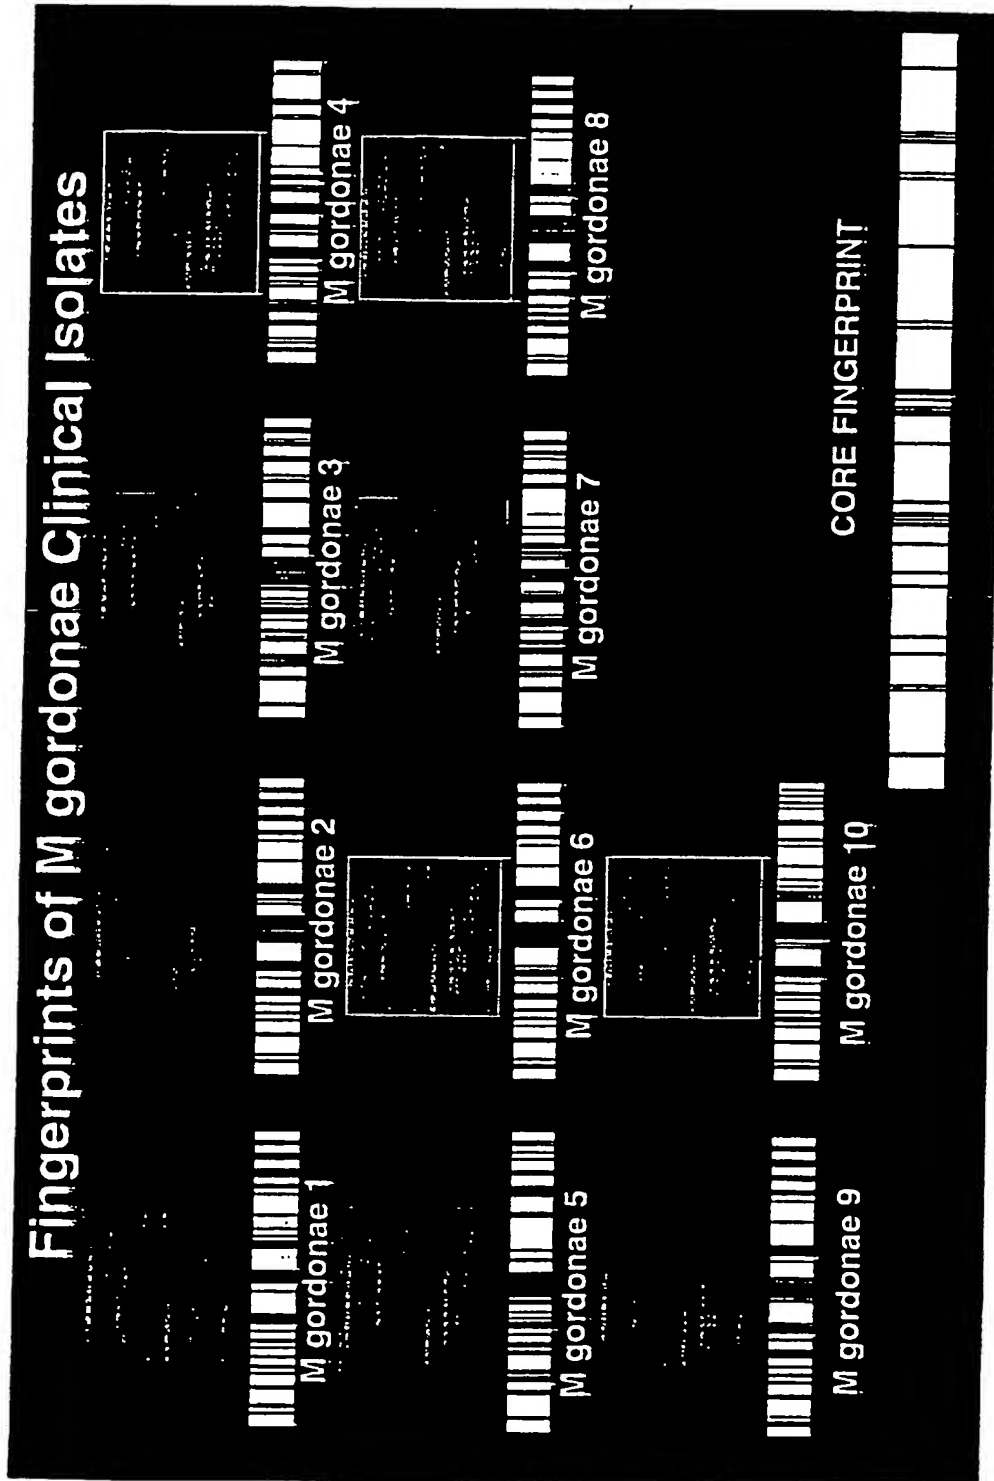 Fingerprints of M gordonae Clinical Isolates
M gordonae 1
M gordonae 2
M gordonae 3
M gordonae 4
M gordonae 5
M gordonae 6
M gordonae 7
M gordonae 8
M gordonae 9
M gordonae 10
CORE FINGERPRINT